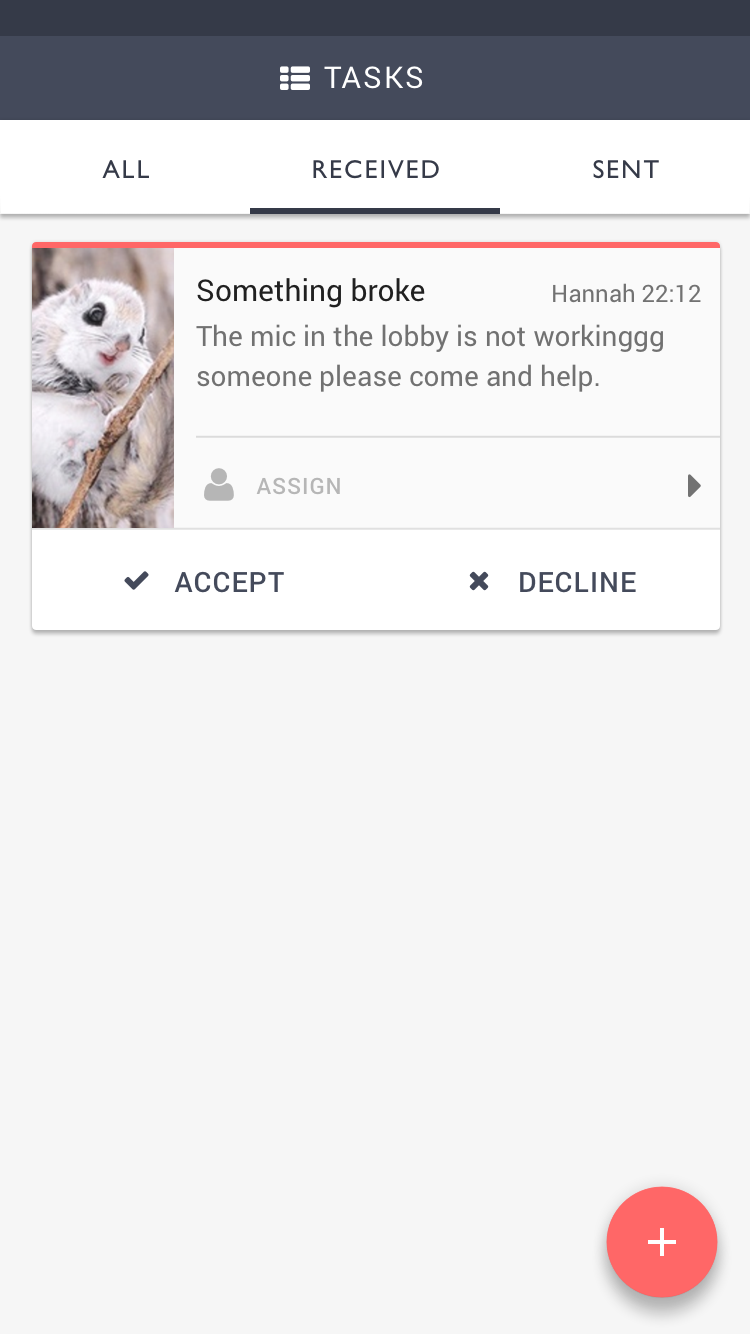 TASKS
ALL
RECEIVED
SENT
Something broke
Hannah 22:12
The mic in the lobby is not workinggg
someone please come and help.
ASSIGN
ACCEPT
DECLINE